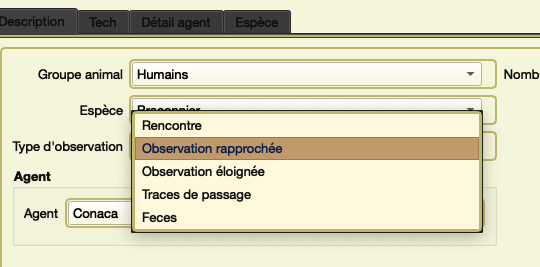 Description Tech Détail agent Espèce
Groupe animal Humains Nomb
Espèce Braconnier
Rencontre
Type d'observation Observation rapprochée
Observation éloignée
Agent
Traces de passage
Agent Conaca
Feces